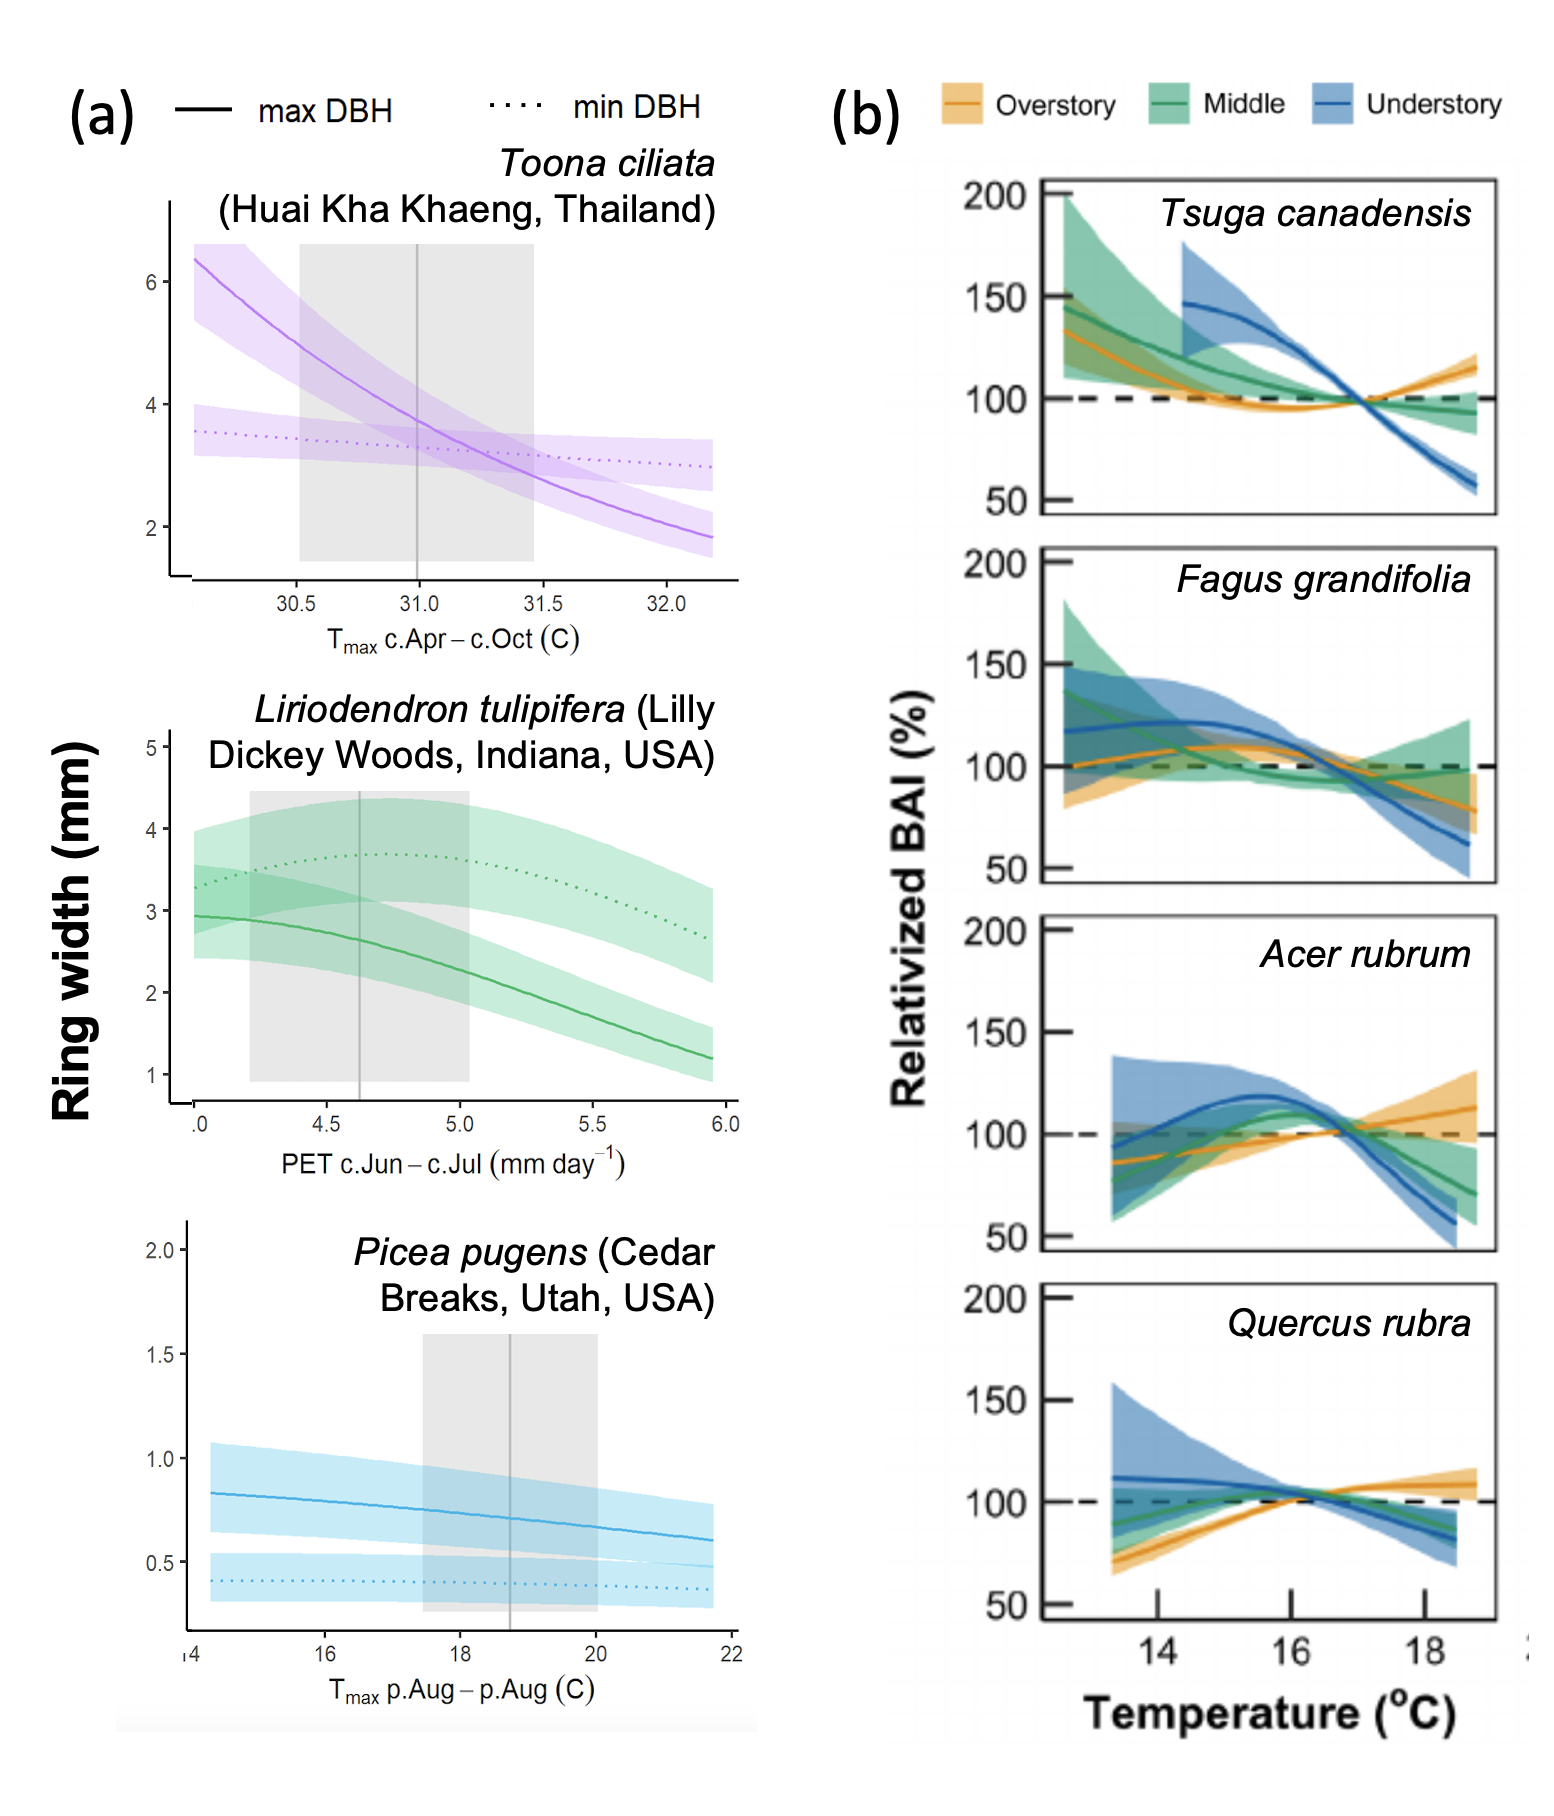 (a) max DBH min DBH
Toona ciliata
(Huai Kha Khaeng, Thailand)
6
4
2
30.5 31.0 31.5 32.0
Tmax c.Apr – c.Oct (C)
Ring width (mm)
Liriodendron tulipifera (Lilly
Dickey Woods, Indiana, USA)
5
4
3
2
1
.0 4.5 5.0 5.5 6.0
PET c.Jun – c.Jul (mm day⁻¹)
Picea pugens (Cedar
Breaks, Utah, USA)
2.0
1.5
1.0
0.5
14 16 18 20 22
Tmax p.Aug – p.Aug (C)
(b) Overstory Middle Understory
Relativized BAI (%)
Tsuga canadensis
200
150
100
50
Fagus grandifolia
200
150
100
50
Acer rubrum
200
150
100
50
Quercus rubra
200
150
100
50
14 16 18
Temperature (°C)